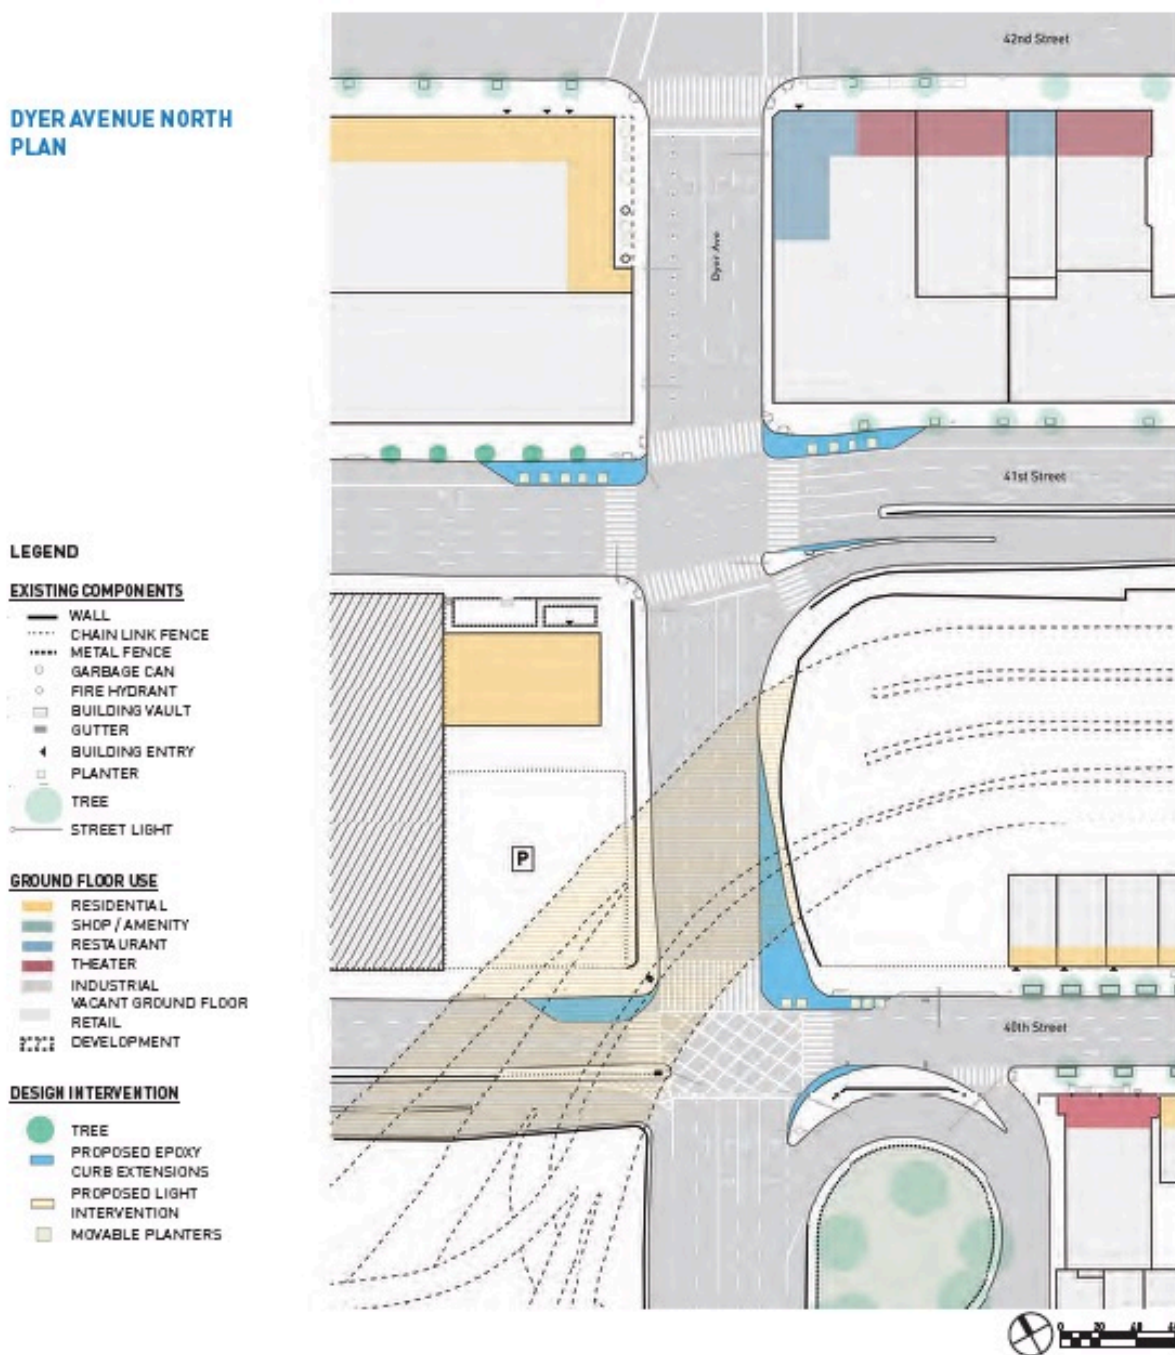 DYER AVENUE NORTH
PLAN
42nd Street
Dyer Ave
41st Street
P
40th Street
LEGEND
EXISTING COMPONENTS
WALL
CHAIN LINK FENCE
METAL FENCE
GARBAGE CAN
FIRE HYDRANT
BUILDING VAULT
GUTTER
BUILDING ENTRY
PLANTER
TREE
STREET LIGHT
GROUND FLOOR USE
RESIDENTIAL
SHOP / AMENITY
RESTAURANT
THEATER
INDUSTRIAL
VACANT GROUND FLOOR
RETAIL
DEVELOPMENT
DESIGN INTERVENTION
TREE
PROPOSED EPOXY
CURB EXTENSIONS
PROPOSED LIGHT
INTERVENTION
MOVABLE PLANTERS
0 20 40